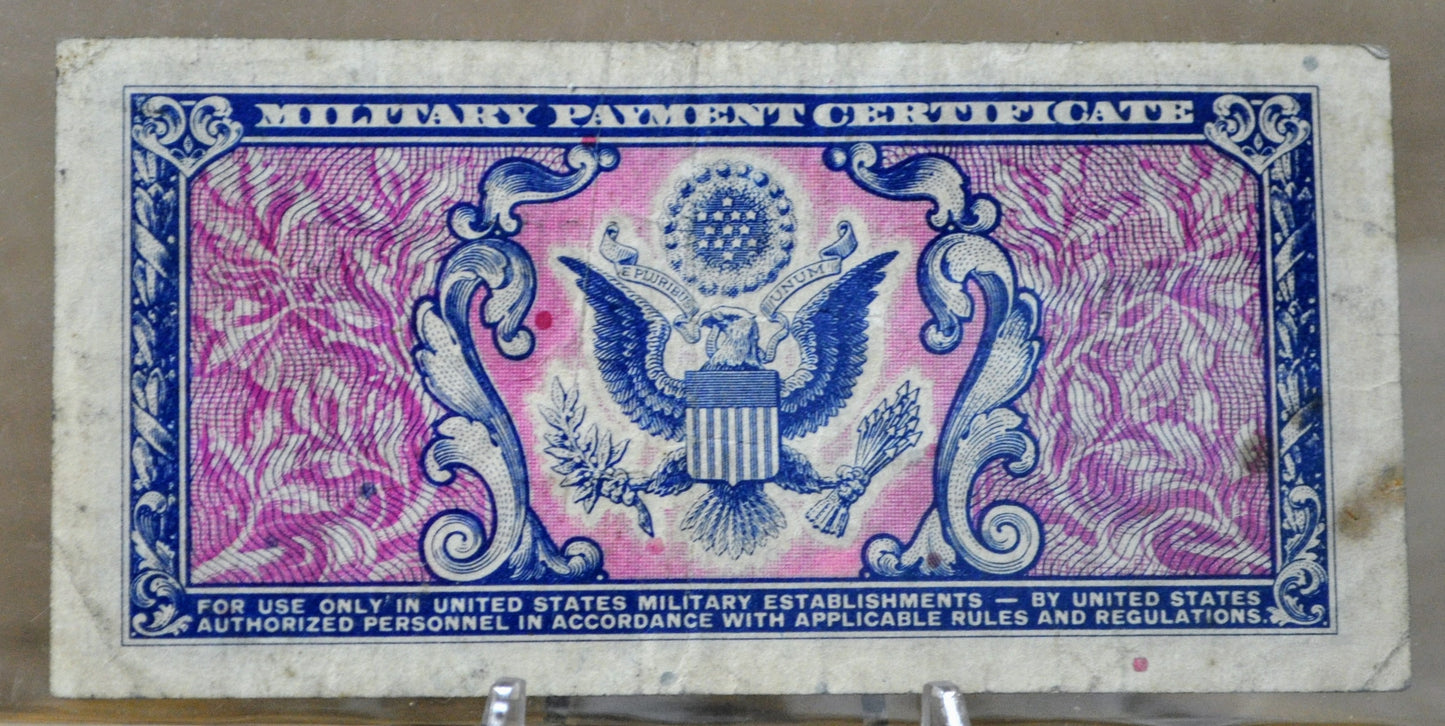 MILITARY PAYMENT CERTIFICATE
E PLURIBUS UNUM
FOR USE ONLY IN UNITED STATES MILITARY ESTABLISHMENTS — BY UNITED STATES
AUTHORIZED PERSONNEL IN ACCORDANCE WITH APPLICABLE RULES AND REGULATIONS.